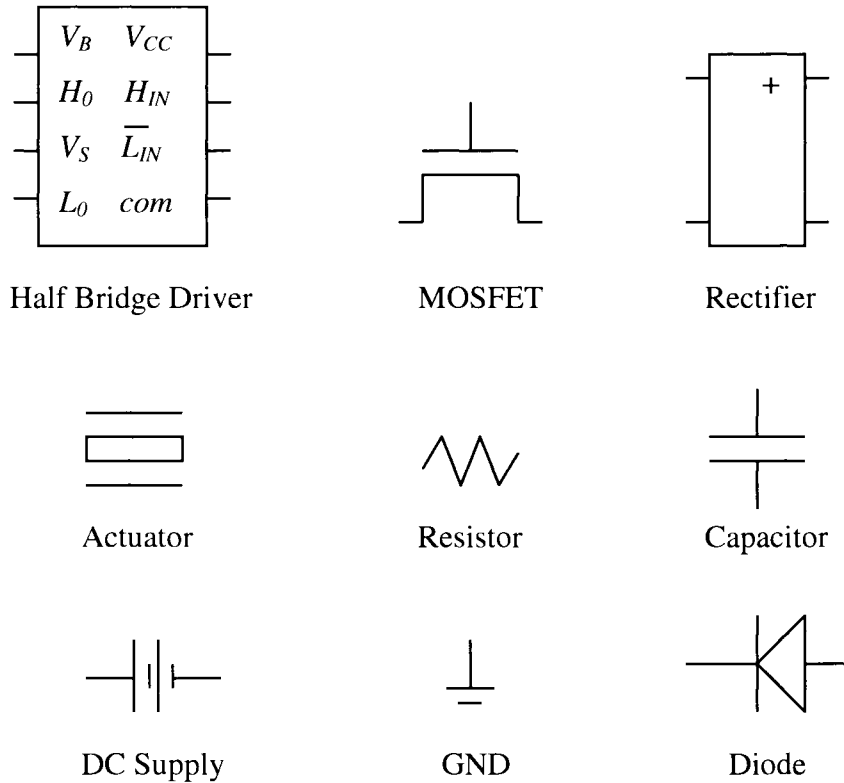 V_B V_CC
H_0 H_IN
+
V_S L̅_IN
L_0 com
Half Bridge Driver MOSFET Rectifier
Actuator Resistor Capacitor
DC Supply GND Diode